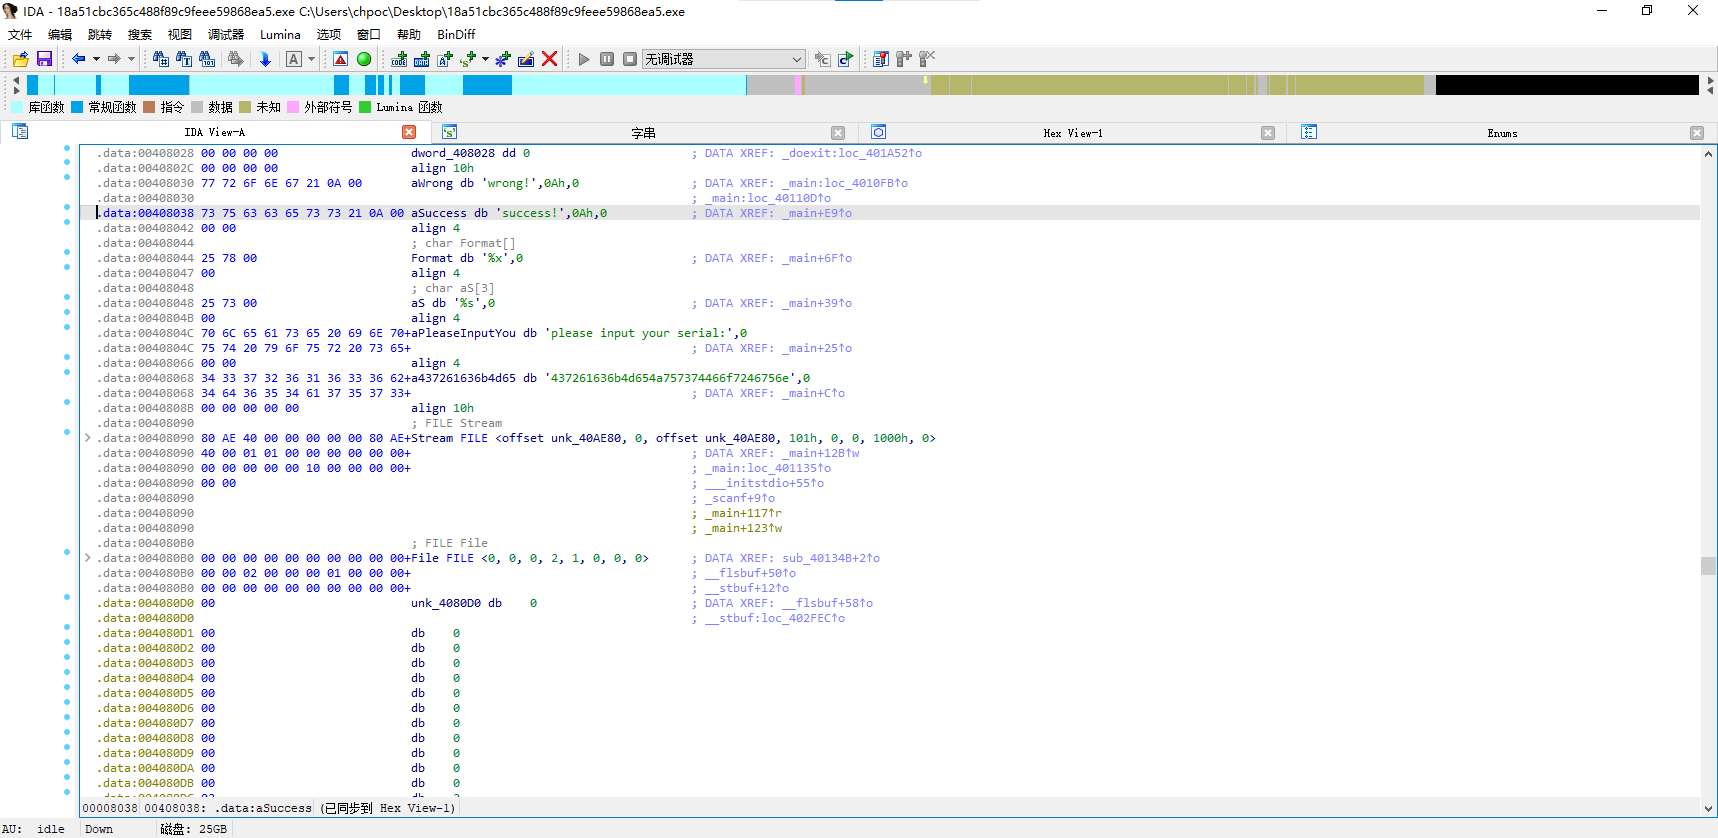 IDA - 18a51cbc365c488f89c9feee59868ea5.exe C:\Users\chpoc\Desktop\18a51cbc365c488f89c9feee59868ea5.exe
文件 编辑 跳转 搜索 视图 调试器 Lumina 选项 窗口 帮助 BinDiff
无调试器
库函数 常规函数 指令 数据 未知 外部符号 Lumina 函数
IDA View-A 字串 Hex View-1 Enums
.data:00408028 00 00 00 00 dword_408028 dd 0 ; DATA XREF: _doexit:loc_401A52↑o
.data:0040802C 00 00 00 00 align 10h
.data:00408030 77 72 6F 6E 67 21 0A 00 aWrong db 'wrong!',0Ah,0 ; DATA XREF: _main:loc_4010FB↑o
.data:00408030 ; _main:loc_40110D↑o
.data:00408038 73 75 63 63 65 73 73 21 0A 00 aSuccess db 'success!',0Ah,0 ; DATA XREF: _main+E9↑o
.data:00408042 00 00 align 4
.data:00408044 ; char Format[]
.data:00408044 25 78 00 Format db '%x',0 ; DATA XREF: _main+6F↑o
.data:00408047 00 align 4
.data:00408048 ; char aS[3]
.data:00408048 25 73 00 aS db '%s',0 ; DATA XREF: _main+39↑o
.data:0040804B 00 align 4
.data:0040804C 70 6C 65 61 73 65 20 69 6E 70+aPleaseInputYou db 'please input your serial:',0
.data:0040804C 75 74 20 79 6F 75 72 20 73 65+ ; DATA XREF: _main+25↑o
.data:00408066 00 00 align 4
.data:00408068 34 33 37 32 36 31 36 33 36 62+a437261636b4d65 db '437261636b4d654a757374466f7246756e',0
.data:00408068 34 64 36 35 34 61 37 35 37 33+ ; DATA XREF: _main+C↑o
.data:0040808B 00 00 00 00 00 align 10h
.data:00408090 ; FILE Stream
.data:00408090 80 AE 40 00 00 00 00 00 80 AE+Stream FILE <offset unk_40AE80, 0, offset unk_40AE80, 101h, 0, 0, 1000h, 0>
.data:00408090 40 00 01 01 00 00 00 00 00 00+ ; DATA XREF: _main+12B↑w
.data:00408090 00 00 00 00 00 10 00 00 00 00+ ; _main:loc_401135↑o
.data:00408090 00 00 ; ___initstdio+55↑o
.data:00408090 ; _scanf+9↑o
.data:00408090 ; _main+117↑r
.data:00408090 ; _main+123↑w
.data:004080B0 ; FILE File
.data:004080B0 00 00 00 00 00 00 00 00 00 00+File FILE <0, 0, 0, 2, 1, 0, 0, 0> ; DATA XREF: sub_40134B+2↑o
.data:004080B0 00 00 02 00 00 00 01 00 00 00+ ; __flsbuf+50↑o
.data:004080B0 00 00 00 00 00 00 00 00 00 00+ ; __stbuf+12↑o
.data:004080D0 00 unk_4080D0 db 0 ; DATA XREF: __flsbuf+58↑o
.data:004080D0 ; __stbuf:loc_402FEC↑o
.data:004080D1 00 db 0
.data:004080D2 00 db 0
.data:004080D3 00 db 0
.data:004080D4 00 db 0
.data:004080D5 00 db 0
.data:004080D6 00 db 0
.data:004080D7 00 db 0
.data:004080D8 00 db 0
.data:004080D9 00 db 0
.data:004080DA 00 db 0
.data:004080DB 00 db 0
00008038 00408038: .data:aSuccess (已同步到 Hex View-1)
AU: idle Down 磁盘: 25GB